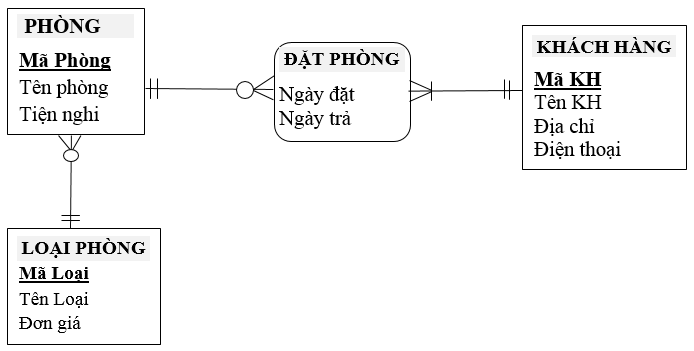 PHÒNG
Mã Phòng
Tên phòng
Tiện nghi
ĐẶT PHÒNG
Ngày đặt
Ngày trả
KHÁCH HÀNG
Mã KH
Tên KH
Địa chỉ
Điện thoại
LOẠI PHÒNG
Mã Loại
Tên Loại
Đơn giá